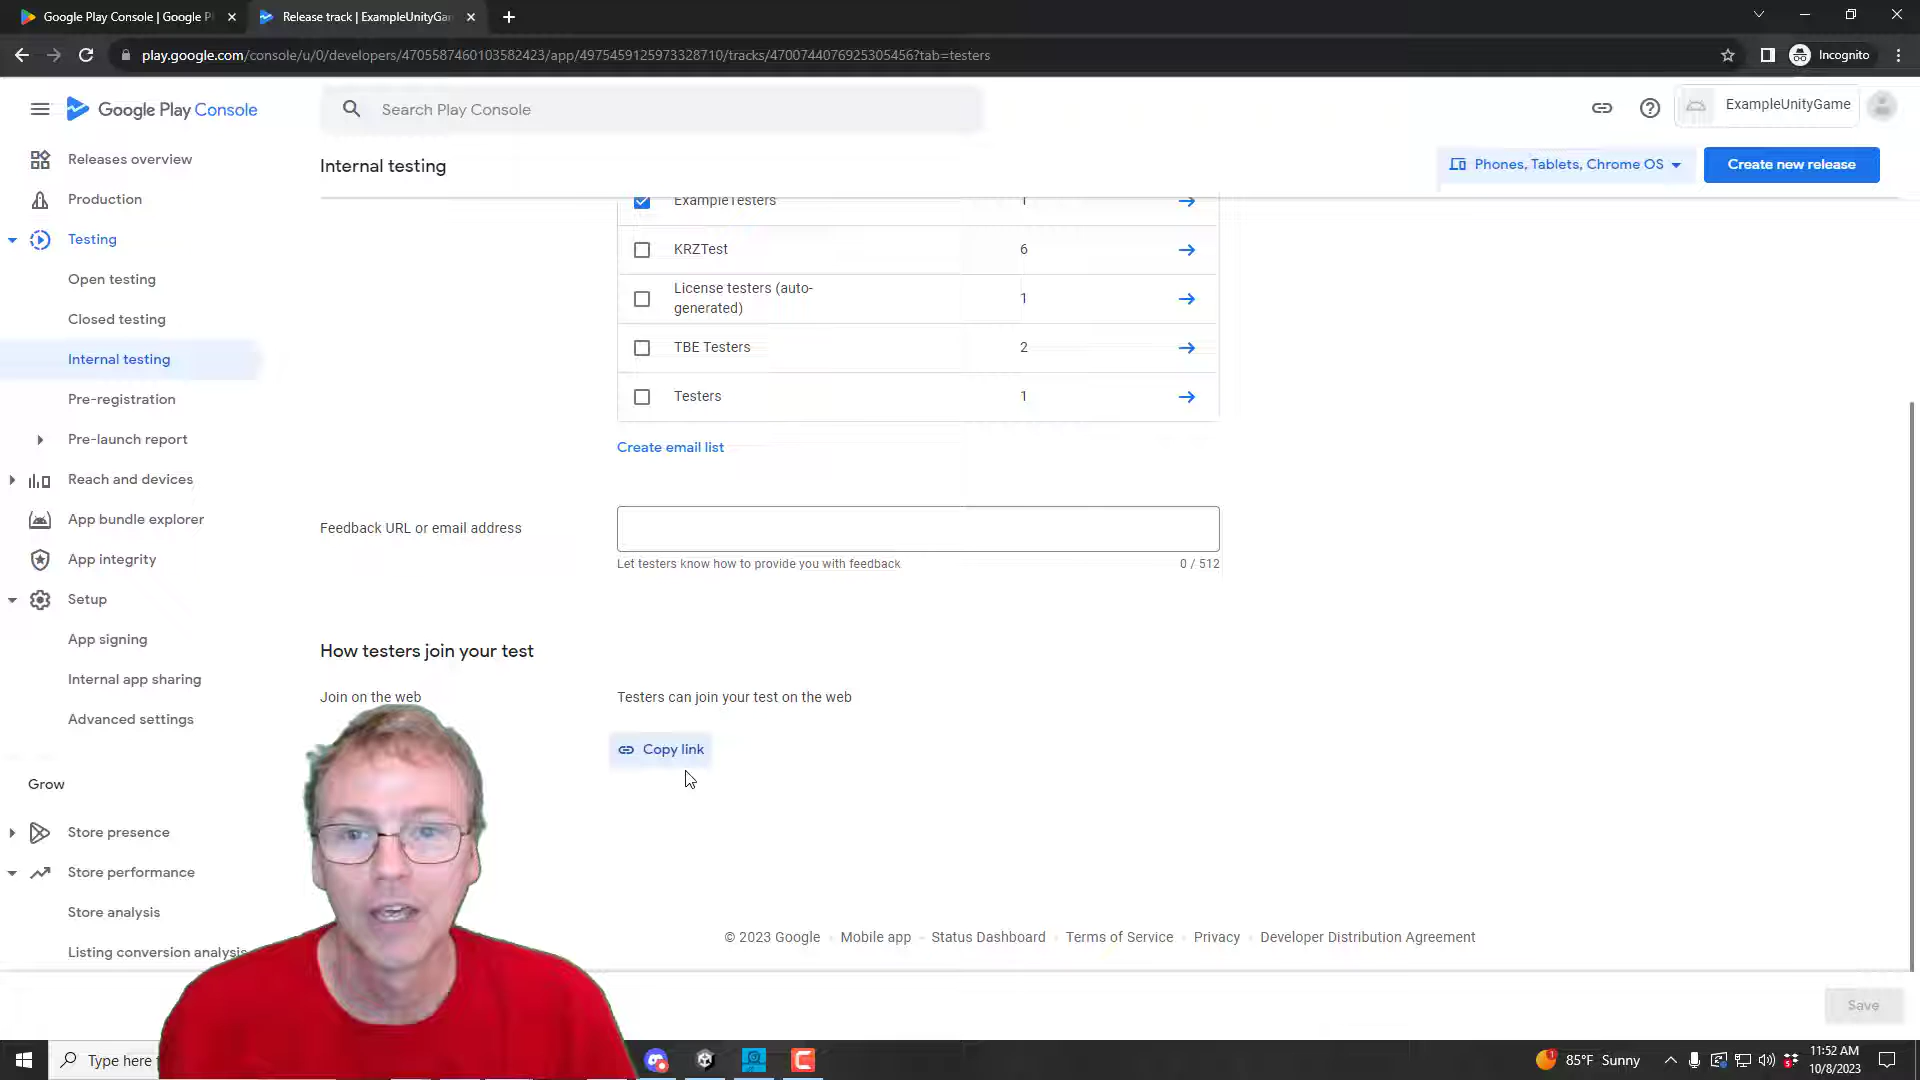 Google Play Console | Google P
Release track | ExampleUnityGam
play.google.com/console/u/0/developers/4705587460103582423/app/4975459125973328710/tracks/4700744076925305456?tab=testers
Incognito
Google Play Console
Search Play Console
ExampleUnityGame
Releases overview
Production
Testing
Open testing
Closed testing
Internal testing
Pre-registration
Pre-launch report
Reach and devices
App bundle explorer
App integrity
Setup
App signing
Internal app sharing
Advanced settings
Grow
Store presence
Store performance
Store analysis
Listing conversion analysis
Internal testing
Phones, Tablets, Chrome OS
Create new release
ExampleTesters 1
KRZTest 6
License testers (auto-
generated) 1
TBE Testers 2
Testers 1
Create email list
Feedback URL or email address
Let testers know how to provide you with feedback 0 / 512
How testers join your test
Join on the web Testers can join your test on the web
Copy link
© 2023 Google Mobile app Status Dashboard Terms of Service Privacy Developer Distribution Agreement
Save
Type here
85°F Sunny
11:52 AM
10/8/2023